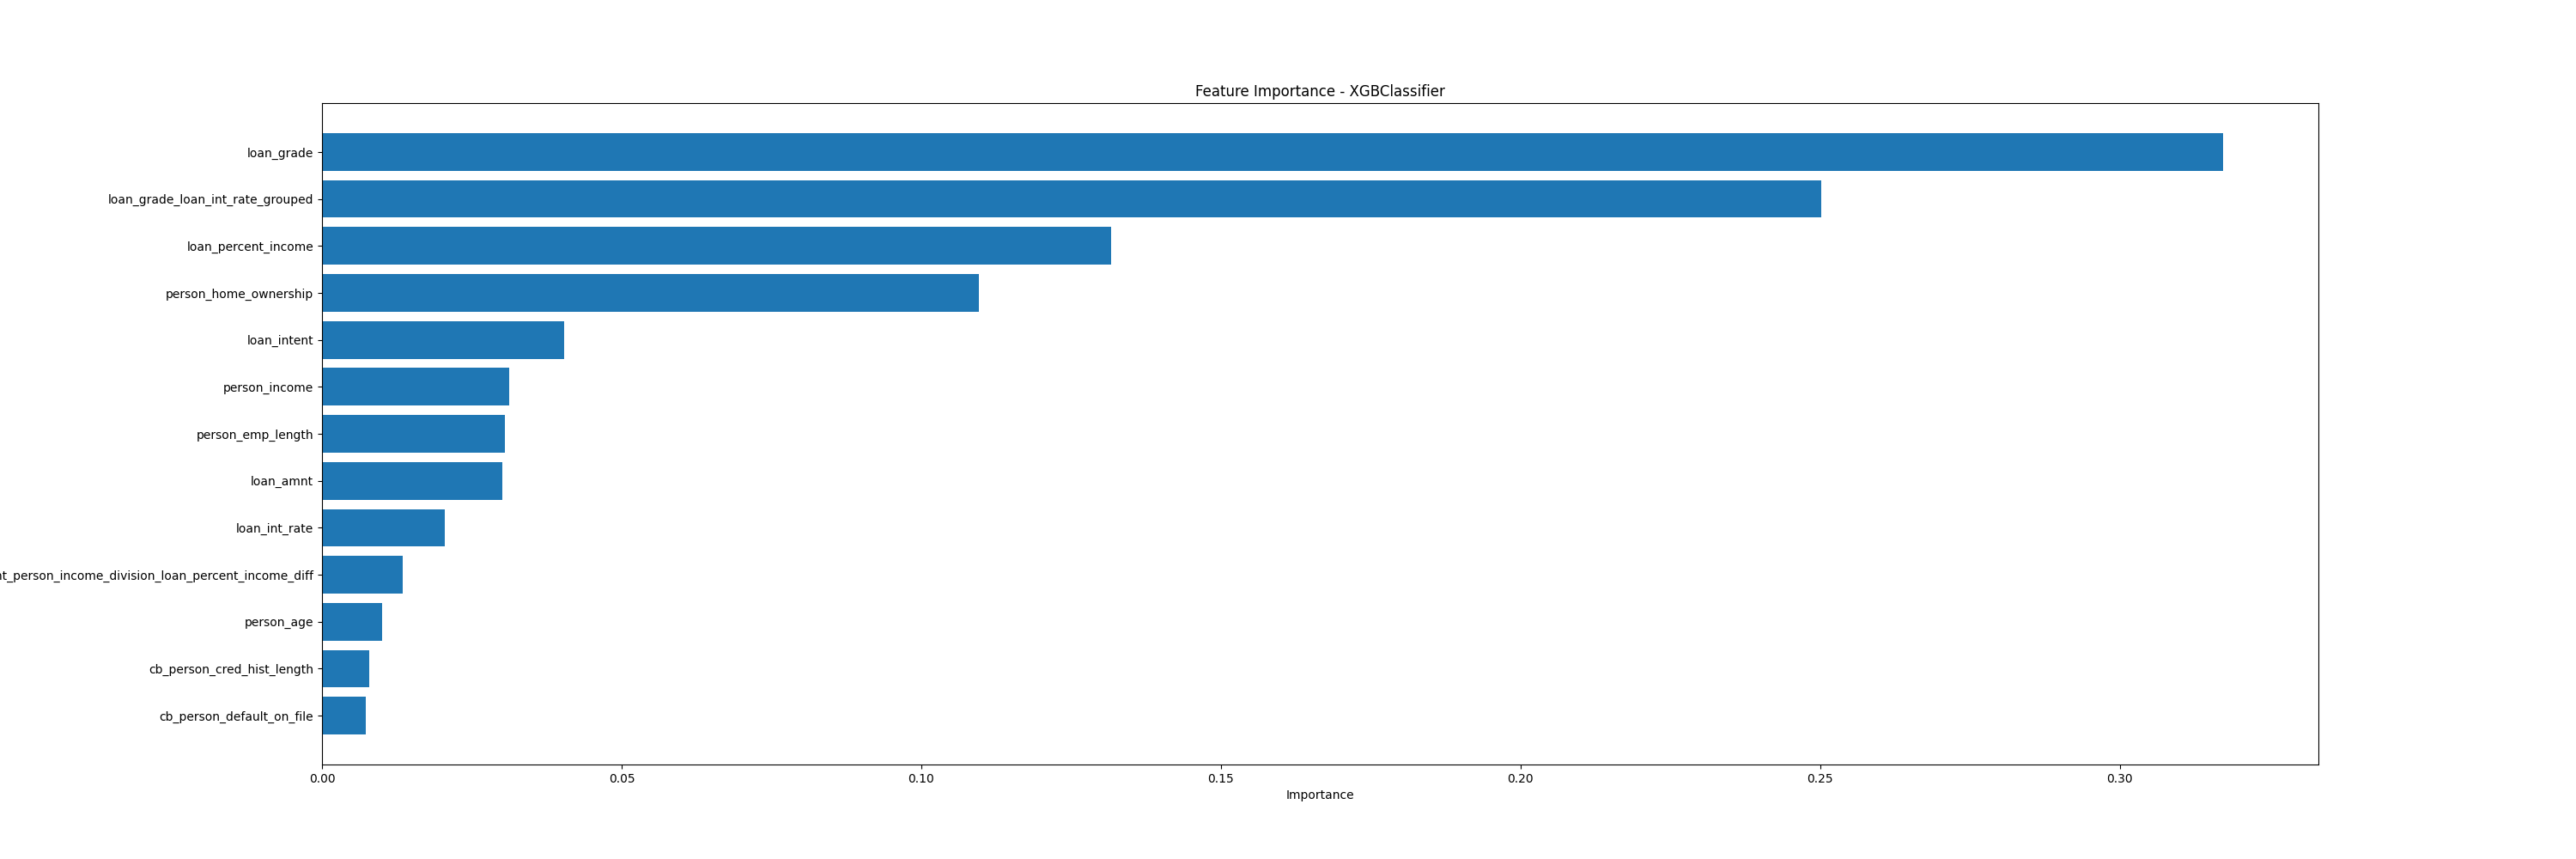 Feature Importance - XGBClassifier
loan_grade
loan_grade_loan_int_rate_grouped
loan_percent_income
person_home_ownership
loan_intent
person_income
person_emp_length
loan_amnt
loan_int_rate
t_person_income_division_loan_percent_income_diff
person_age
cb_person_cred_hist_length
cb_person_default_on_file
0.00 0.05 0.10 0.15 0.20 0.25 0.30
Importance